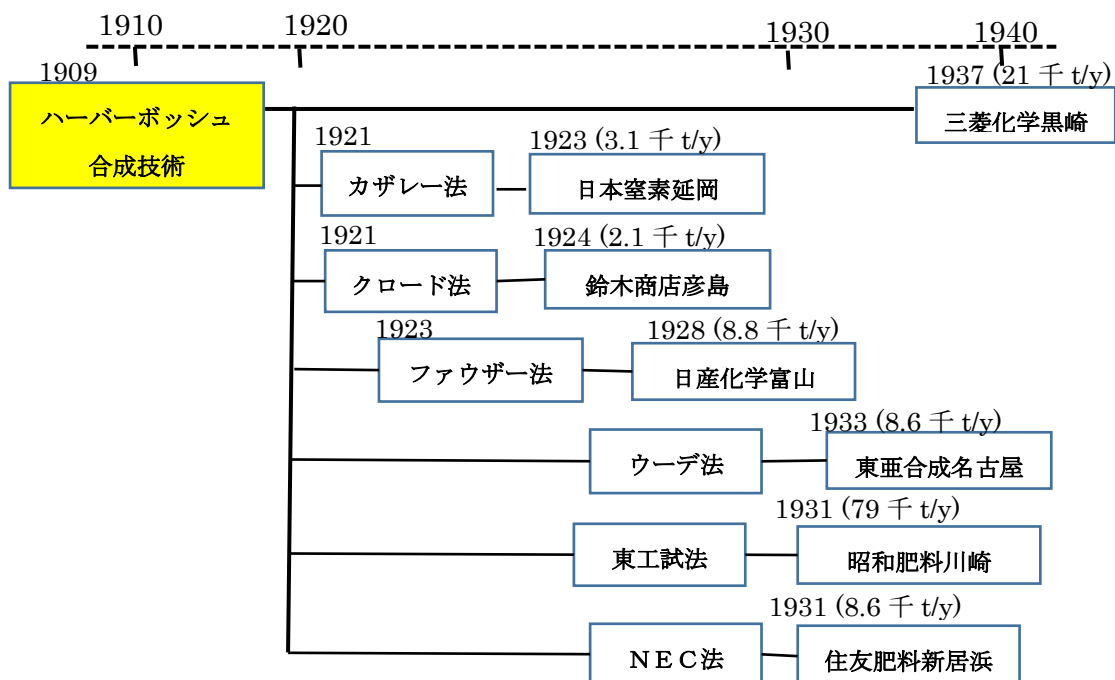 1910
1920
1930
1940
1909
ハーバーボッシュ
合成技術
1937 (21 千 t/y)
三菱化学黒崎
1921
カザレー法
1923 (3.1 千 t/y)
日本窒素延岡
1921
クロード法
1924 (2.1 千 t/y)
鈴木商店彦島
1923
ファウザー法
1928 (8.8 千 t/y)
日産化学富山
ウーデ法
1933 (8.6 千 t/y)
東亜合成名古屋
東工試法
1931 (79 千 t/y)
昭和肥料川崎
ＮＥＣ法
1931 (8.6 千 t/y)
住友肥料新居浜